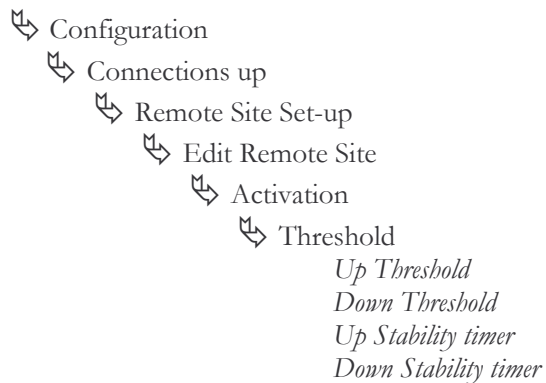 Configuration
Connections up
Remote Site Set-up
Edit Remote Site
Activation
Threshold
Up Threshold
Down Threshold
Up Stability timer
Down Stability timer